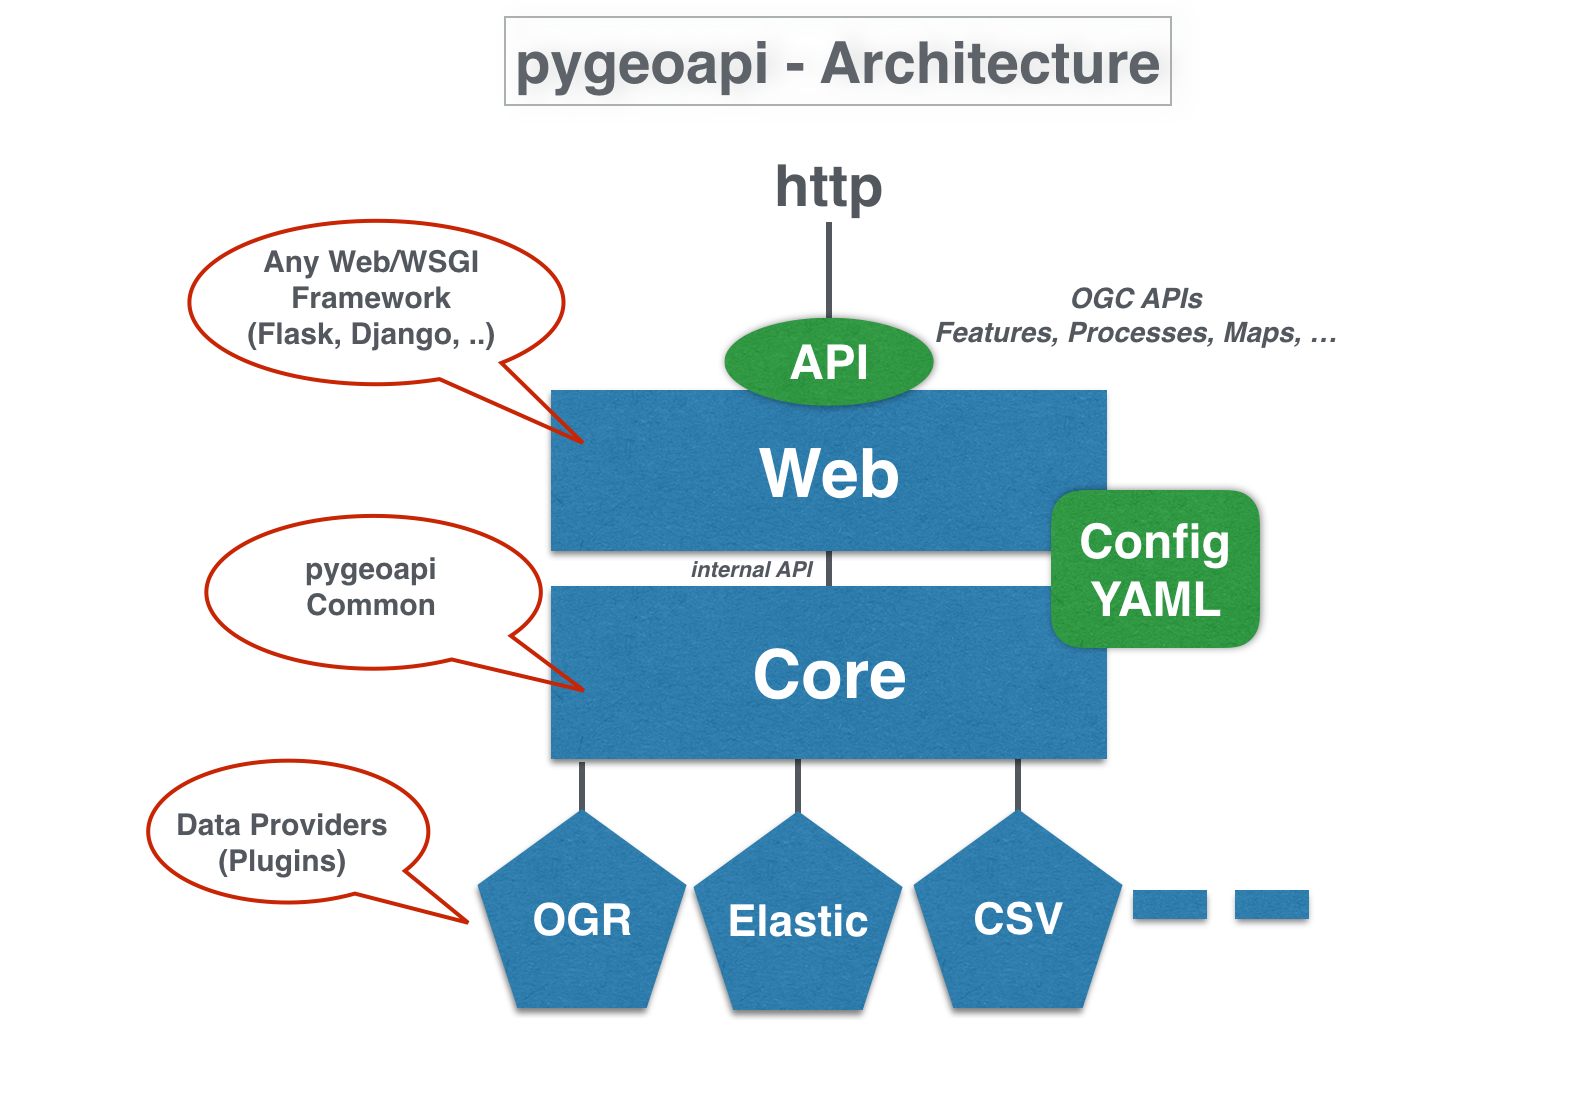 pygeoapi - Architecture
http
Any Web/WSGI
Framework
(Flask, Django, ..)
OGC APIs
Features, Processes, Maps, …
API
Web
Config
YAML
internal API
pygeoapi
Common
Core
Data Providers
(Plugins)
OGR
Elastic
CSV